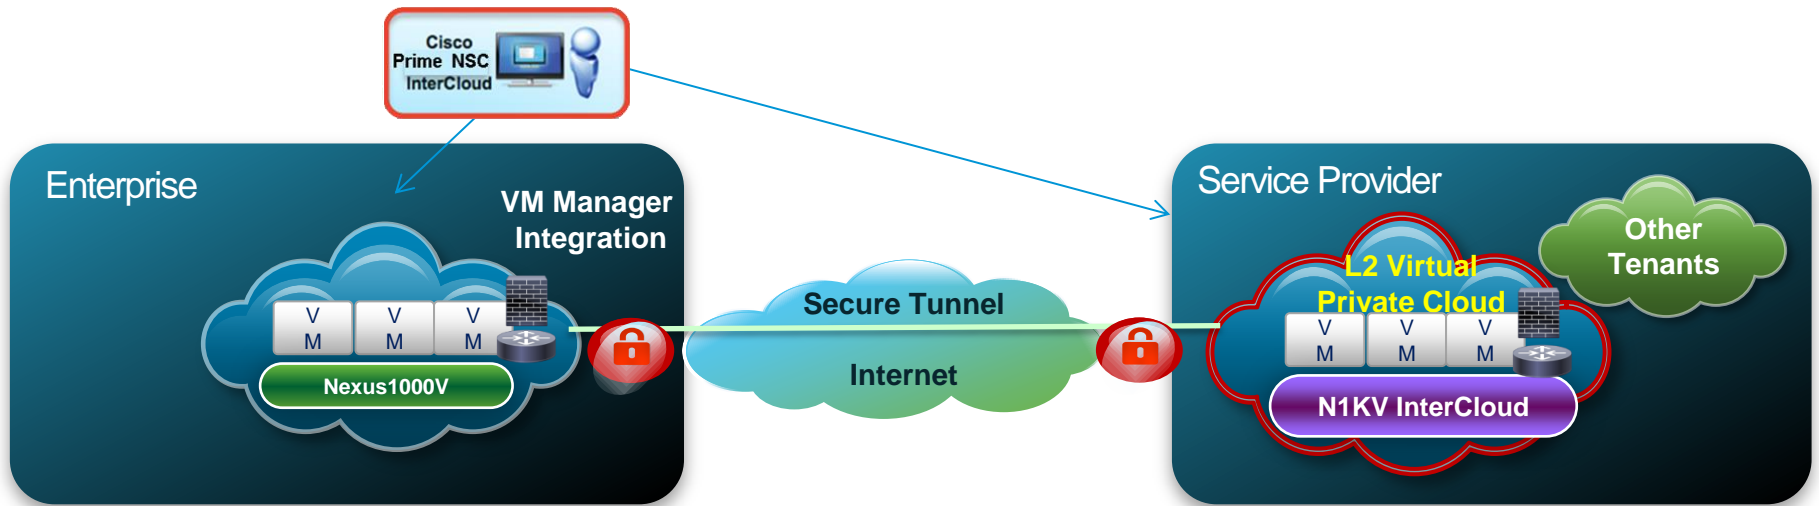 Cisco
Prime NSC
InterCloud
Enterprise
VM Manager
Integration
V
M
V
M
V
M
Nexus1000V
Secure Tunnel
Internet
Service Provider
Other
Tenants
L2 Virtual
Private Cloud
V
M
V
M
V
M
N1KV InterCloud